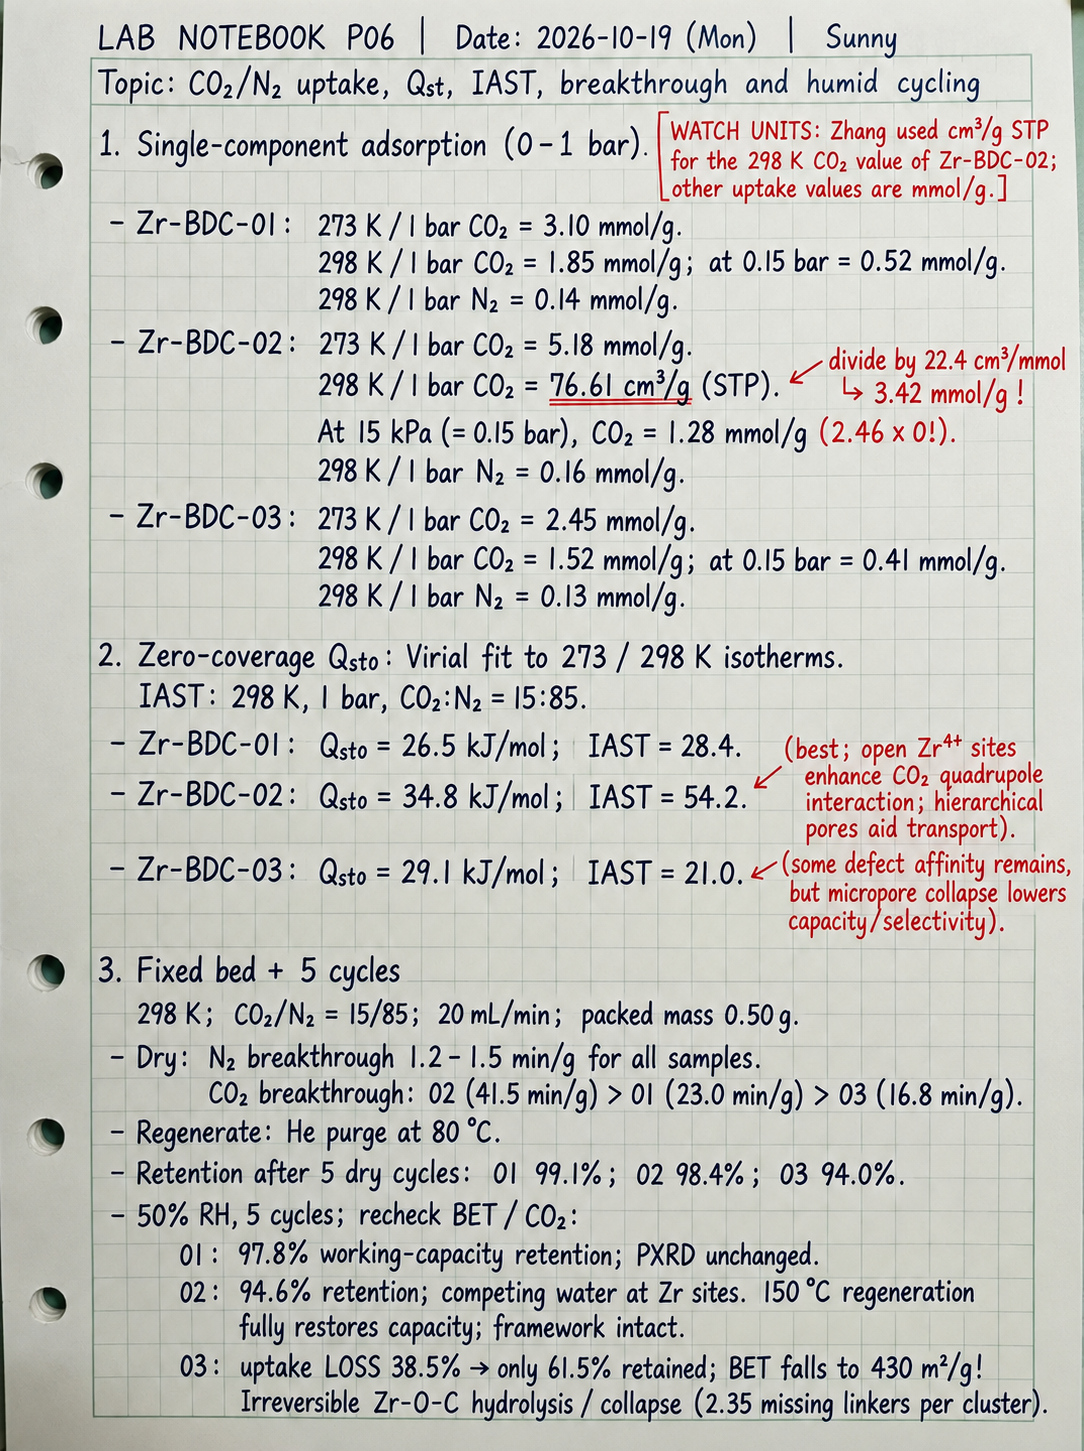 LAB NOTEBOOK P06 | Date: 2026-10-19 (Mon) | Sunny
Topic: CO₂/N₂ uptake, Qst, IAST, breakthrough and humid cycling
1. Single-component adsorption (0-1 bar).
[WATCH UNITS: Zhang used cm³/g STP
for the 298 K CO₂ value of Zr-BDC-02;
other uptake values are mmol/g.]
- Zr-BDC-01: 273 K / 1 bar CO₂ = 3.10 mmol/g.
298 K / 1 bar CO₂ = 1.85 mmol/g; at 0.15 bar = 0.52 mmol/g.
298 K / 1 bar N₂ = 0.14 mmol/g.
- Zr-BDC-02: 273 K / 1 bar CO₂ = 5.18 mmol/g.
298 K / 1 bar CO₂ = 76.61 cm³/g (STP).
← divide by 22.4 cm³/mmol
↳ 3.42 mmol/g !
At 15 kPa (= 0.15 bar), CO₂ = 1.28 mmol/g (2.46 x 0!).
298 K / 1 bar N₂ = 0.16 mmol/g.
- Zr-BDC-03: 273 K / 1 bar CO₂ = 2.45 mmol/g.
298 K / 1 bar CO₂ = 1.52 mmol/g; at 0.15 bar = 0.41 mmol/g.
298 K / 1 bar N₂ = 0.13 mmol/g.
2. Zero-coverage Qsto: Virial fit to 273 / 298 K isotherms.
IAST: 298 K, 1 bar, CO₂:N₂ = 15:85.
- Zr-BDC-01: Qsto = 26.5 kJ/mol; IAST = 28.4.
- Zr-BDC-02: Qsto = 34.8 kJ/mol; IAST = 54.2.
← (best; open Zr⁴⁺ sites
enhance CO₂ quadrupole
interaction; hierarchical
pores aid transport).
- Zr-BDC-03: Qsto = 29.1 kJ/mol; IAST = 21.0.
← (some defect affinity remains,
but micropore collapse lowers
capacity/selectivity).
3. Fixed bed + 5 cycles
298 K; CO₂/N₂ = 15/85; 20 mL/min; packed mass 0.50 g.
- Dry: N₂ breakthrough 1.2 - 1.5 min/g for all samples.
CO₂ breakthrough: 02 (41.5 min/g) > 01 (23.0 min/g) > 03 (16.8 min/g).
- Regenerate: He purge at 80 °C.
- Retention after 5 dry cycles: 01 99.1%; 02 98.4%; 03 94.0%.
- 50% RH, 5 cycles; recheck BET / CO₂:
01: 97.8% working-capacity retention; PXRD unchanged.
02: 94.6% retention; competing water at Zr sites. 150 °C regeneration
fully restores capacity; framework intact.
03: uptake LOSS 38.5% → only 61.5% retained; BET falls to 430 m²/g!
Irreversible Zr-O-C hydrolysis / collapse (2.35 missing linkers per cluster).